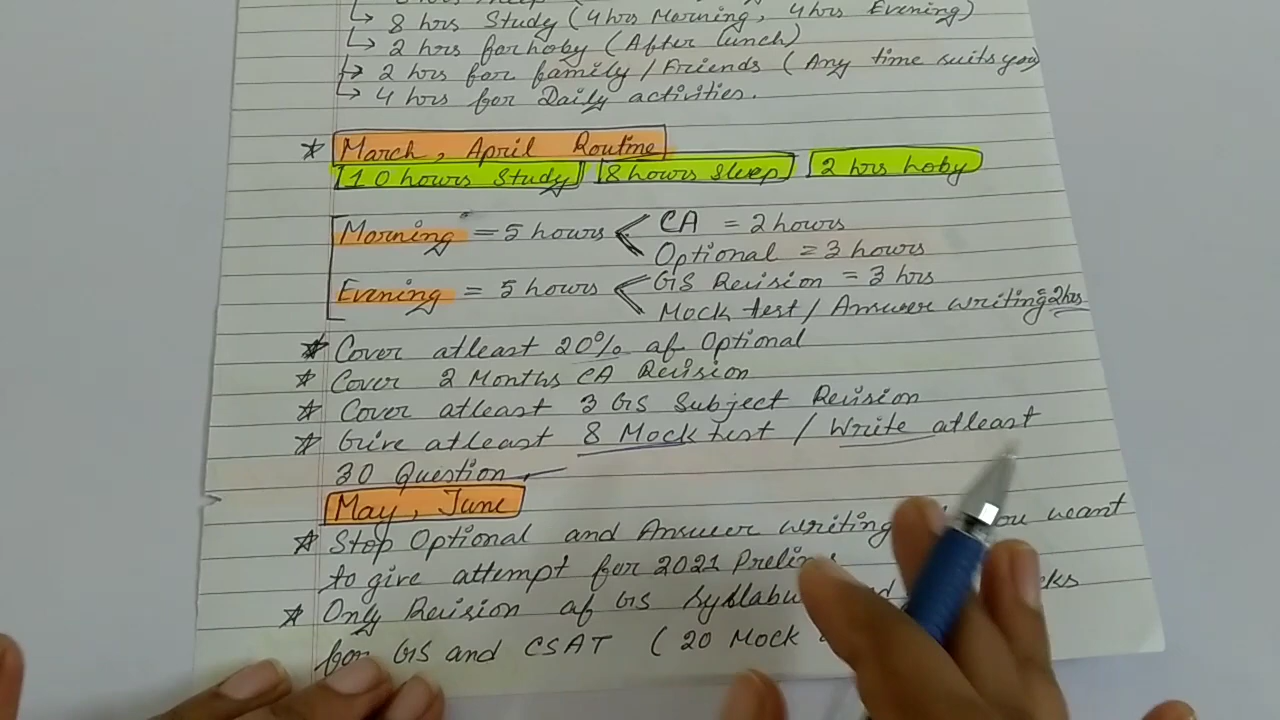 ↳ 8 hrs Study (4 hrs Morning, 4 hrs Evening)
↳ 2 hrs for hoby (After Lunch)
↳ 2 hrs for family / Friends (Any time suits you)
↳ 4 hrs for Daily activities.
* March, April Routine
10 hours Study 8 hours Sleep 2 hrs hoby
Morning = 5 hours < CA = 2 hours
Optional = 3 hours
Evening = 5 hours < GS Revision = 3 hrs
Mock test / Answer writing 2hrs
* Cover atleast 20% of Optional
* Cover 2 Months CA Revision
* Cover atleast 3 GS Subject Revision
* Give atleast 8 Mock test / Write atleast
30 Question
May, June
* Stop Optional and Answer writing you want
to give attempt for 2021 Prelims
* Only Revision of GS Syllabus
for GS and CSAT ( 20 Mock